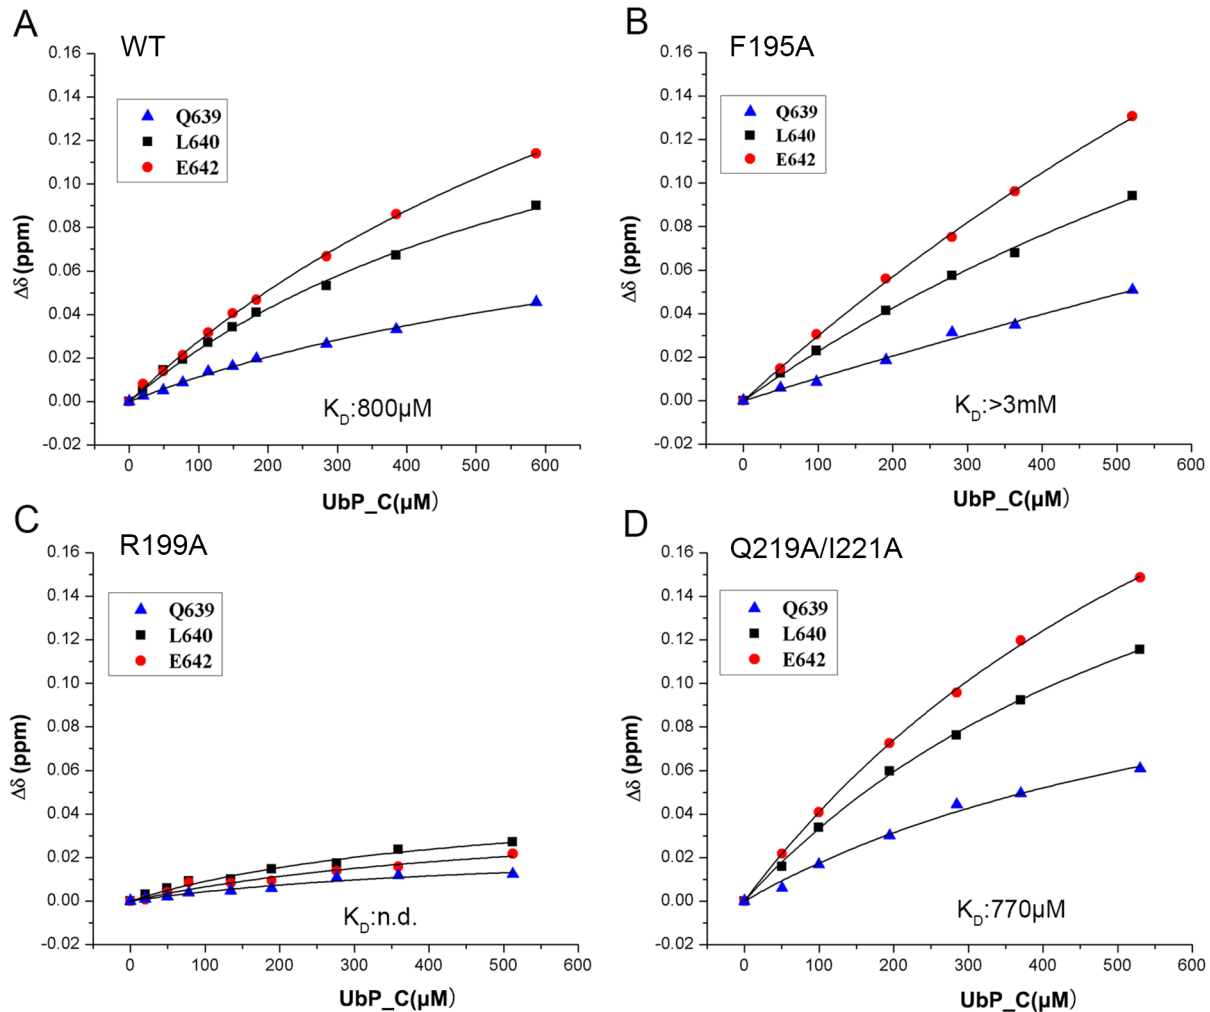 A
WT
0.16
0.14
0.12
0.10
0.08
0.06
0.04
0.02
0.00
-0.02
Δδ (ppm)
Q639
L640
E642
K_D:800µM
0 100 200 300 400 500 600
UbP_C(µM)
B
F195A
0.16
0.14
0.12
0.10
0.08
0.06
0.04
0.02
0.00
-0.02
Δδ (ppm)
Q639
L640
E642
K_D:>3mM
0 100 200 300 400 500 600
UbP_C(µM)
C
R199A
0.16
0.14
0.12
0.10
0.08
0.06
0.04
0.02
0.00
-0.02
Δδ (ppm)
Q639
L640
E642
K_D:n.d.
0 100 200 300 400 500 600
UbP_C(µM)
D
Q219A/I221A
0.16
0.14
0.12
0.10
0.08
0.06
0.04
0.02
0.00
-0.02
Δδ (ppm)
Q639
L640
E642
K_D:770µM
0 100 200 300 400 500 600
UbP_C(µM)